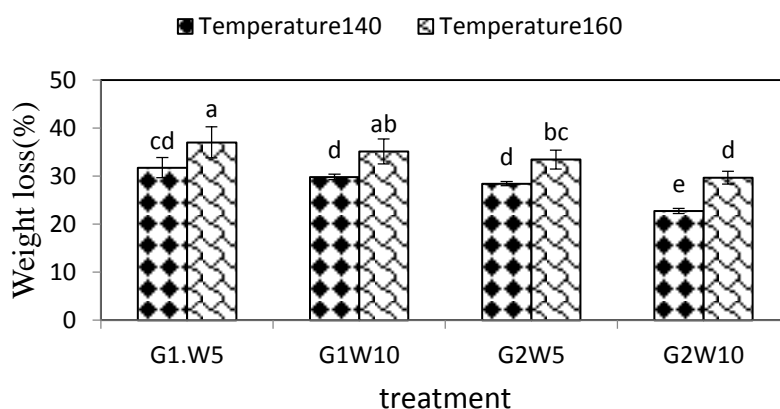 Temperature140 Temperature160
Weight loss(%)
50
40
30
20
10
0
cd a d ab d bc e d
G1.W5 G1W10 G2W5 G2W10
treatment